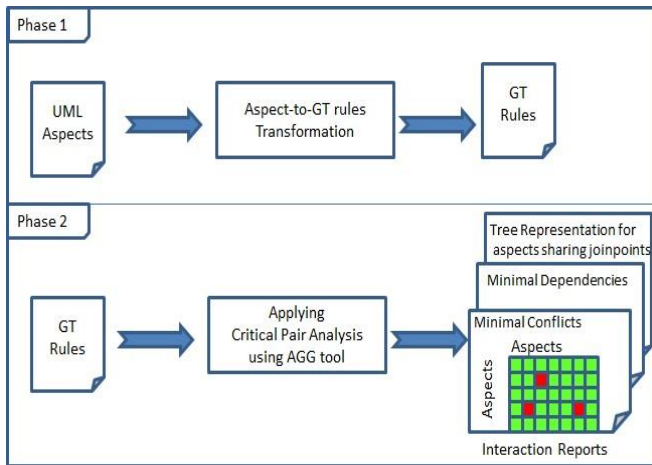 Phase 1
UML
Aspects
Aspect-to-GT rules
Transformation
GT
Rules
Phase 2
GT
Rules
Applying
Critical Pair Analysis
using AGG tool
Tree Representation for
aspects sharing joinpoints
Minimal Dependencies
Minimal Conflicts
Aspects
Aspects
Interaction Reports